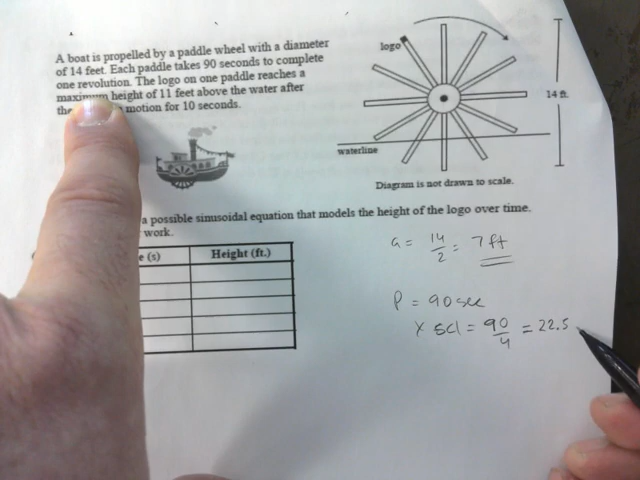 A boat is propelled by a paddle wheel with a diameter
of 14 feet. Each paddle takes 90 seconds to complete
one revolution. The logo on one paddle reaches a
maximum height of 11 feet above the water after
the motion for 10 seconds.
logo
14 ft.
waterline
Diagram is not drawn to scale.
a possible sinusoidal equation that models the height of the logo over time.
work.
e (s) Height (ft.)
a = 14/2 = 7 ft
P = 90 sec
x scl = 90/4 = 22.5